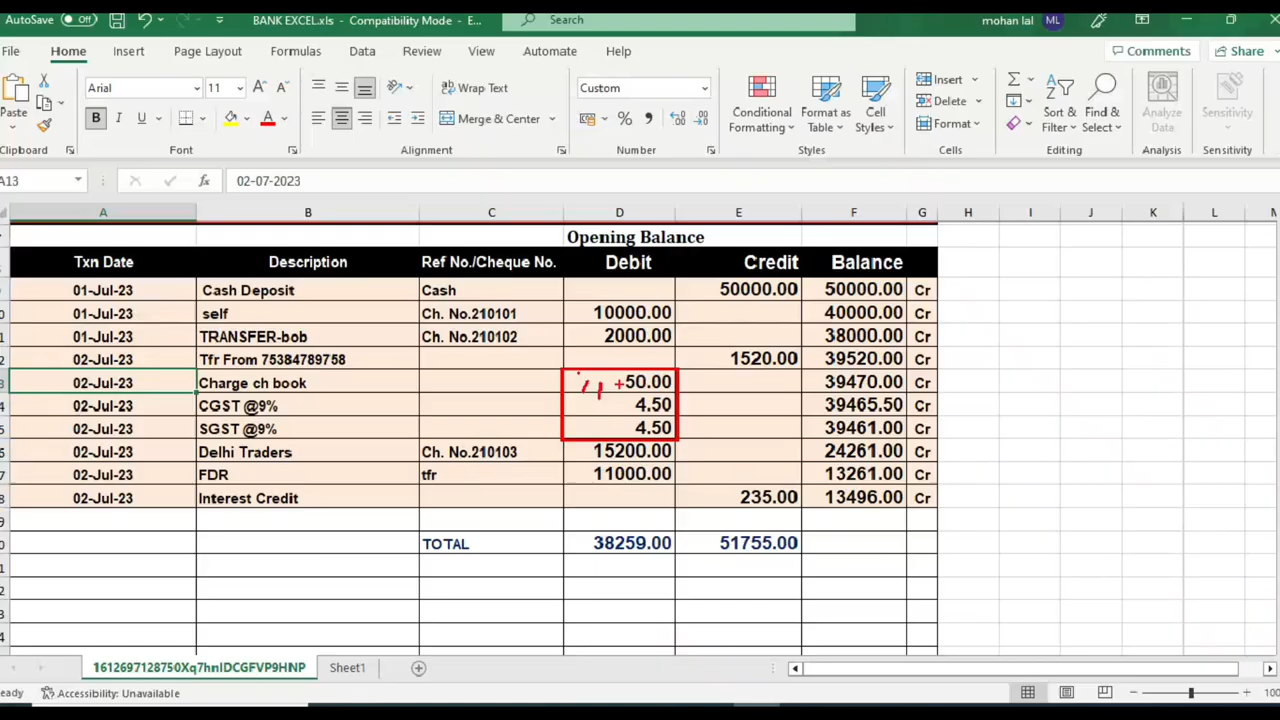 AutoSave Off BANK EXCEL.xls - Compatibility Mode - E... Search mohan lal ML
File Home Insert Page Layout Formulas Data Review View Automate Help Comments Share
Paste Arial 11 Wrap Text Custom Conditional Formatting Format as Table Cell Styles Insert Sort & Filter Find & Select Analyze Data Sensitivity
B I U A Merge & Center % Delete
Format
Clipboard Font Alignment Number Styles Cells Editing Analysis Sensitivity
A13 fx 02-07-2023
A B C D E F G H I J K L M
Opening Balance
Txn Date Description Ref No./Cheque No. Debit Credit Balance
01-Jul-23 Cash Deposit Cash 50000.00 50000.00 Cr
01-Jul-23 self Ch. No.210101 10000.00 40000.00 Cr
01-Jul-23 TRANSFER-bob Ch. No.210102 2000.00 38000.00 Cr
02-Jul-23 Tfr From 75384789758 1520.00 39520.00 Cr
02-Jul-23 Charge ch book +50.00 39470.00 Cr
02-Jul-23 CGST @9% 4.50 39465.50 Cr
02-Jul-23 SGST @9% 4.50 39461.00 Cr
02-Jul-23 Delhi Traders Ch. No.210103 15200.00 24261.00 Cr
02-Jul-23 FDR tfr 11000.00 13261.00 Cr
02-Jul-23 Interest Credit 235.00 13496.00 Cr
TOTAL 38259.00 51755.00
1612697128750Xq7hnIDCGFVP9HNP Sheet1
Ready Accessibility: Unavailable 100